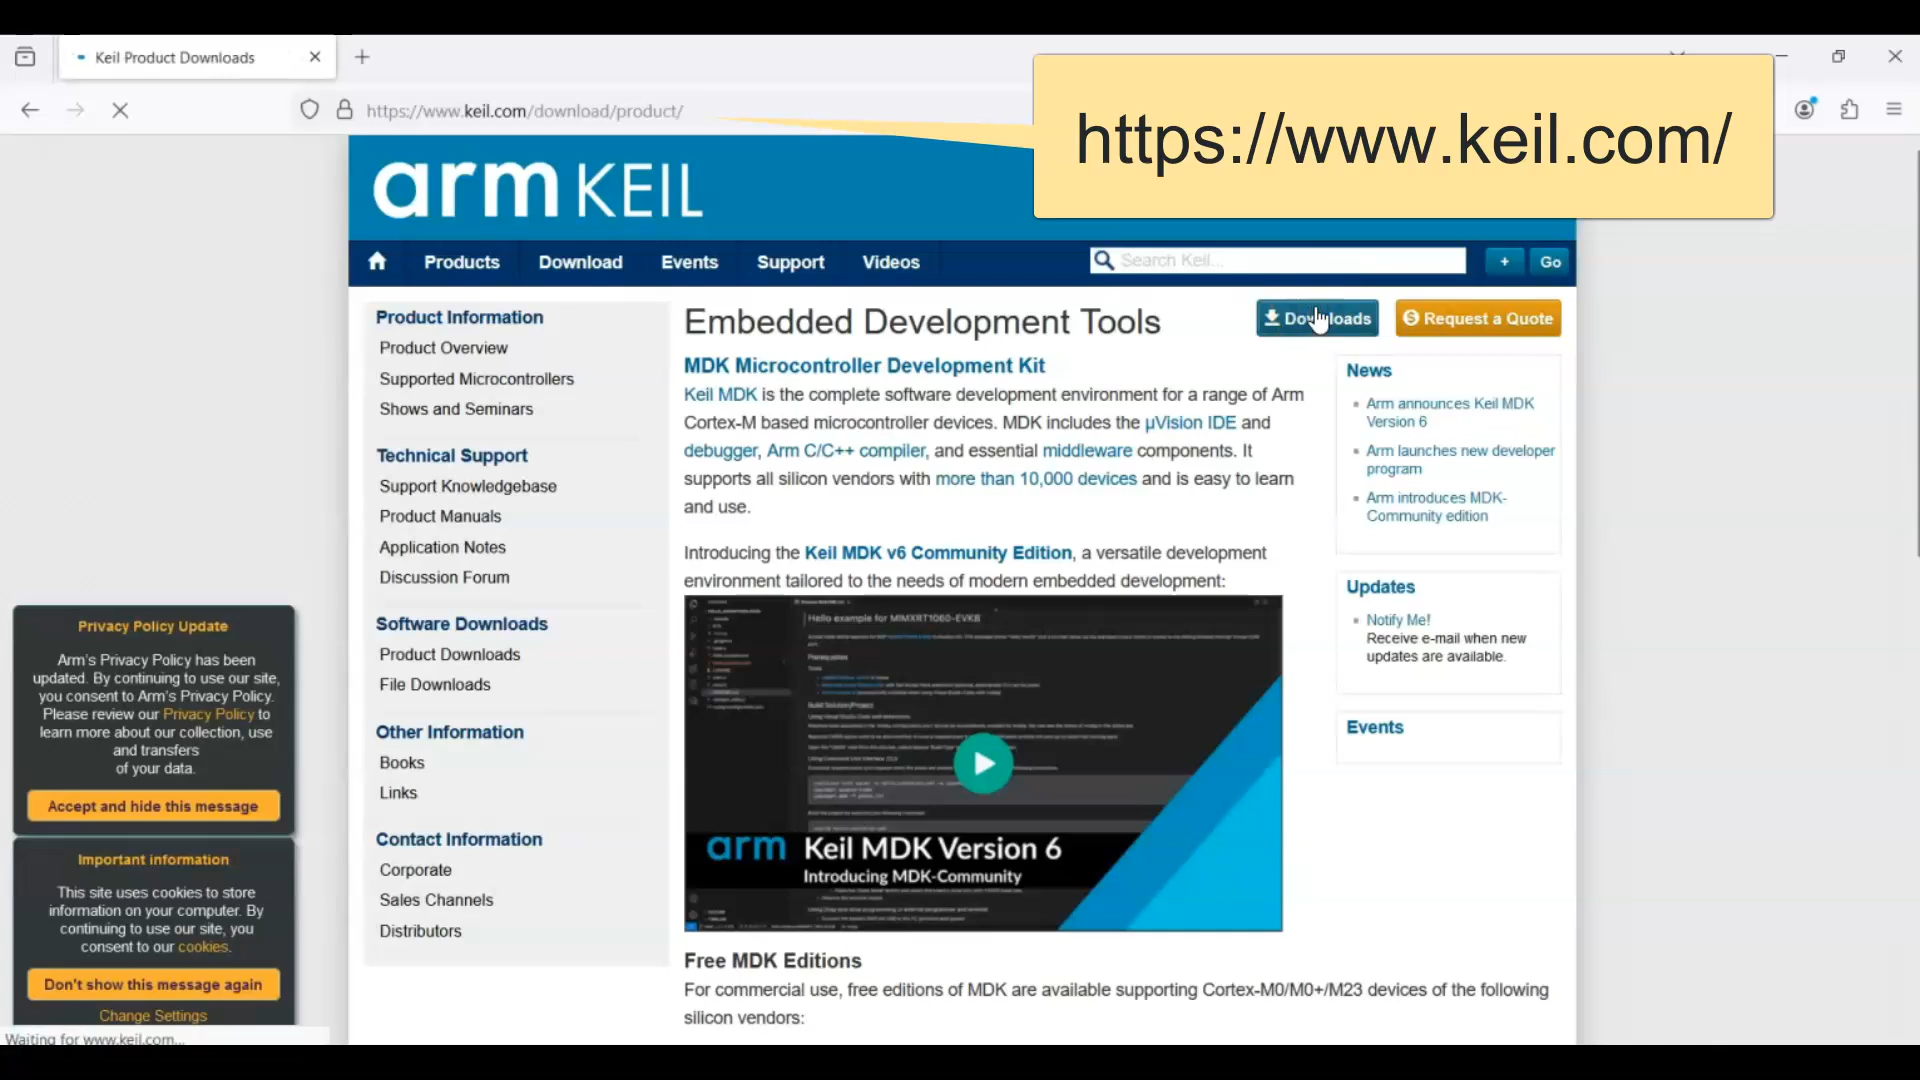 Keil Product Downloads
https://www.keil.com/download/product/
https://www.keil.com/
arm KEIL
Products
Download
Events
Support
Videos
Search Keil...
+
Go
Product Information
Product Overview
Supported Microcontrollers
Shows and Seminars
Technical Support
Support Knowledgebase
Product Manuals
Application Notes
Discussion Forum
Software Downloads
Product Downloads
File Downloads
Other Information
Books
Links
Contact Information
Corporate
Sales Channels
Distributors
Embedded Development Tools
Downloads
Request a Quote
MDK Microcontroller Development Kit
Keil MDK is the complete software development environment for a range of Arm
Cortex-M based microcontroller devices. MDK includes the µVision IDE and
debugger, Arm C/C++ compiler, and essential middleware components. It
supports all silicon vendors with more than 10,000 devices and is easy to learn
and use.
Introducing the Keil MDK v6 Community Edition, a versatile development
environment tailored to the needs of modern embedded development:
Hello example for MIMXRT1060-EVKB
arm Keil MDK Version 6
Introducing MDK-Community
Free MDK Editions
For commercial use, free editions of MDK are available supporting Cortex-M0/M0+/M23 devices of the following
silicon vendors:
News
Arm announces Keil MDK
Version 6
Arm launches new developer
program
Arm introduces MDK-
Community edition
Updates
Notify Me!
Receive e-mail when new
updates are available.
Events
Privacy Policy Update
Arm's Privacy Policy has been
updated. By continuing to use our site,
you consent to Arm's Privacy Policy.
Please review our Privacy Policy to
learn more about our collection, use
and transfers
of your data.
Accept and hide this message
Important information
This site uses cookies to store
information on your computer. By
continuing to use our site, you
consent to our cookies.
Don't show this message again
Change Settings
Waiting for www.keil.com...